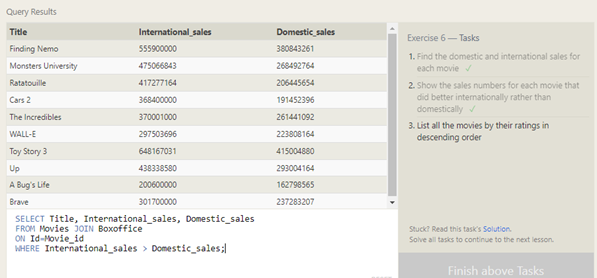 Query Results
Title International_sales Domestic_sales
Finding Nemo 555900000 380843261
Monsters University 475066843 268492764
Ratatouille 417277164 206445654
Cars 2 368400000 191452396
The Incredibles 370001000 261441092
WALL-E 297503696 223808164
Toy Story 3 648167031 415004880
Up 438338580 293004164
A Bug's Life 200600000 162798565
Brave 301700000 237283207
SELECT Title, International_sales, Domestic_sales
FROM Movies JOIN Boxoffice
ON Id=Movie_id
WHERE International_sales > Domestic_sales;
Exercise 6 — Tasks
1. Find the domestic and international sales for
each movie ✓
2. Show the sales numbers for each movie that
did better internationally rather than
domestically ✓
3. List all the movies by their ratings in
descending order
Stuck? Read this task's Solution.
Solve all tasks to continue to the next lesson.
Finish above Tasks